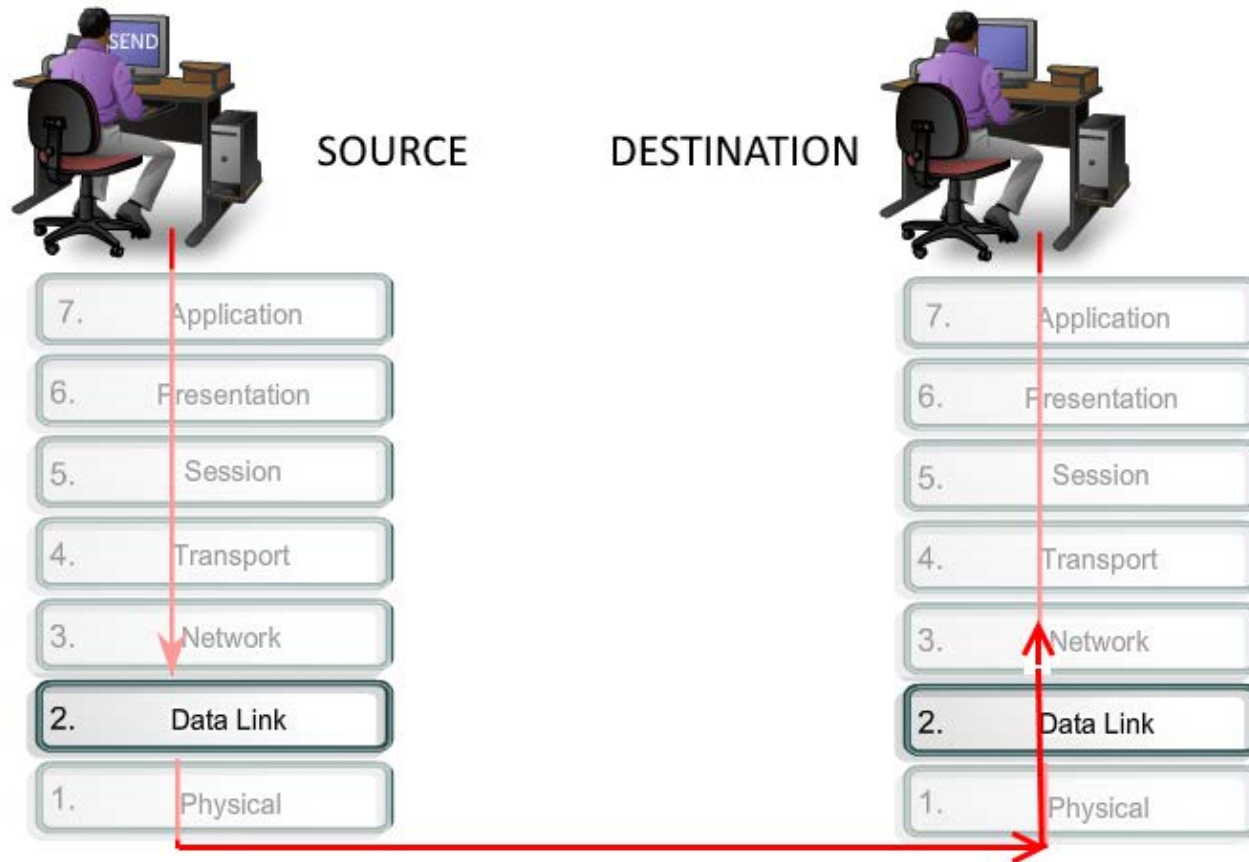 SEND
SOURCE
DESTINATION
7. Application
6. Presentation
5. Session
4. Transport
3. Network
2. Data Link
1. Physical
7. Application
6. Presentation
5. Session
4. Transport
3. Network
2. Data Link
1. Physical